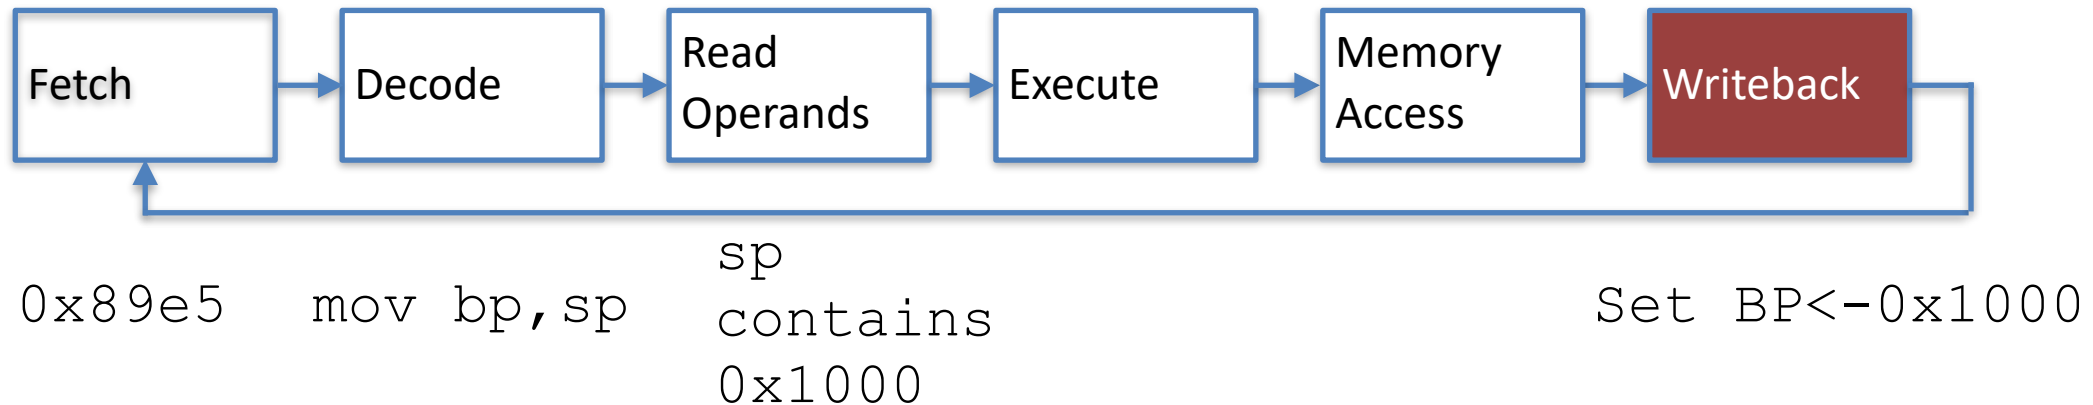 Fetch
Decode
Read
Operands
Execute
Memory
Access
Writeback
0x89e5
mov bp,sp
sp
contains
0x1000
Set BP<-0x1000